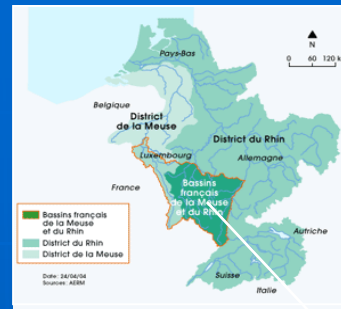 Pays-Bas
N
0 60 120 k
Belgique
District
de la Meuse
District du Rhin
Luxembourg
Allemagne
France
Bassins
français
de la Meuse
et du Rhin
Bassins français
de la Meuse
et du Rhin
District du Rhin
District de la Meuse
Autriche
Suisse
Italie
Date: 24/04/04
Sources: AERM